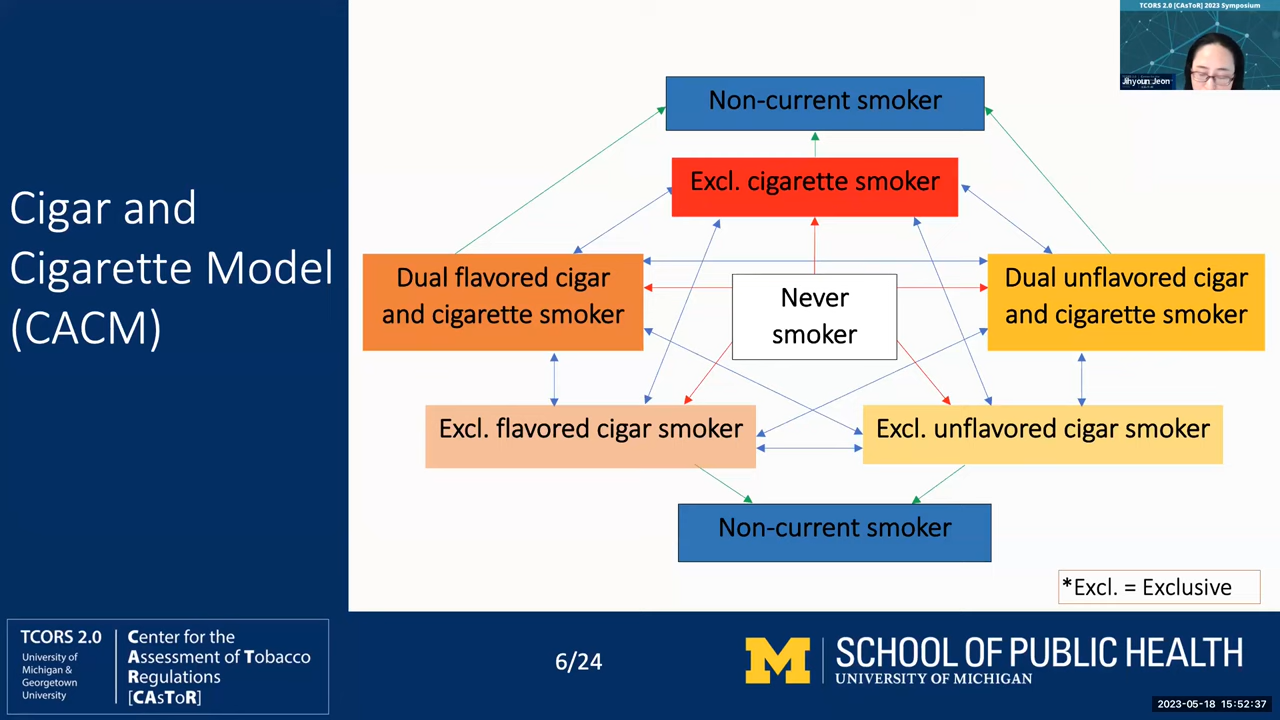 TCORS 2.0 [CAsToR] 2023 Symposium
Jihyoun Jeon
Cigar and
Cigarette Model
(CACM)
Non-current smoker
Excl. cigarette smoker
Dual flavored cigar
and cigarette smoker
Never
smoker
Dual unflavored cigar
and cigarette smoker
Excl. flavored cigar smoker
Excl. unflavored cigar smoker
Non-current smoker
*Excl. = Exclusive
TCORS 2.0
University of
Michigan &
Georgetown
University
Center for the
Assessment of Tobacco
Regulations
[CAsToR]
6/24
M
SCHOOL OF PUBLIC HEALTH
UNIVERSITY OF MICHIGAN
2023-05-18 15:52:37